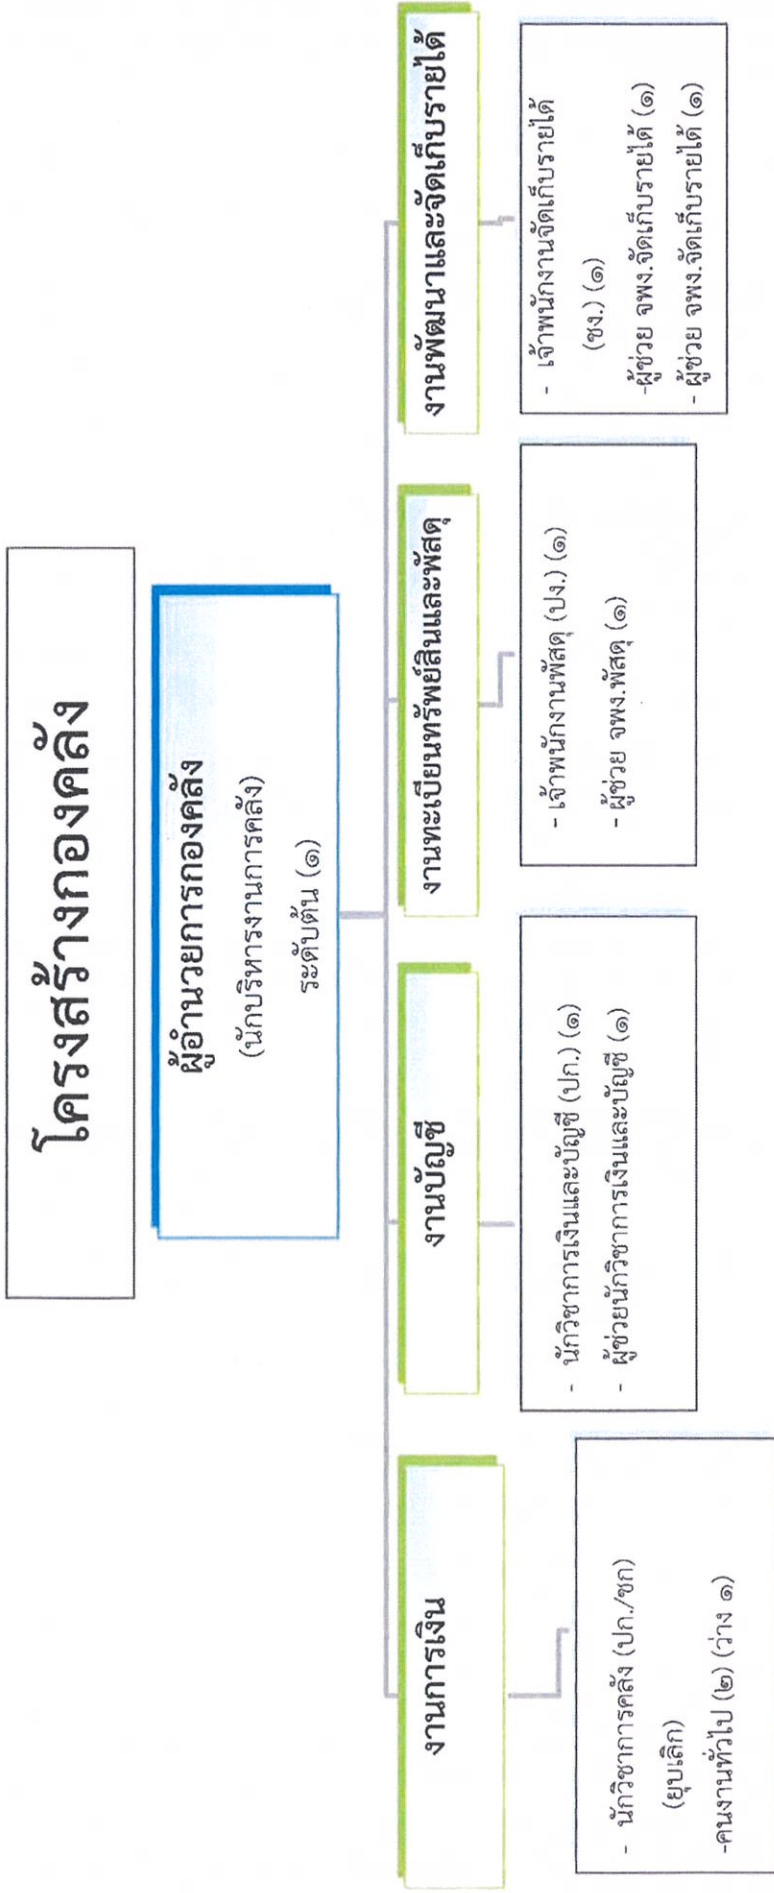 โครงสร้างกองคลัง
ผู้อำนวยการกองคลัง
(นักบริหารงานการคลัง)
ระดับต้น (๑)
งานการเงิน
งานบัญชี
งานทะเบียนทรัพย์สินและพัสดุ
งานพัฒนาและจัดเก็บรายได้
- นักวิชาการคลัง (ปก./ชก)
(ยุบเลิก)
-คนงานทั่วไป (๒) (ว่าง ๑)
- นักวิชาการเงินและบัญชี (ปก.) (๑)
- ผู้ช่วยนักวิชาการเงินและบัญชี (๑)
- เจ้าพนักงานพัสดุ (ปง.) (๑)
- ผู้ช่วย จพง.พัสดุ (๑)
- เจ้าพนักงานจัดเก็บรายได้
(ชง.) (๑)
-ผู้ช่วย จพง.จัดเก็บรายได้ (๑)
- ผู้ช่วย จพง.จัดเก็บรายได้ (๑)